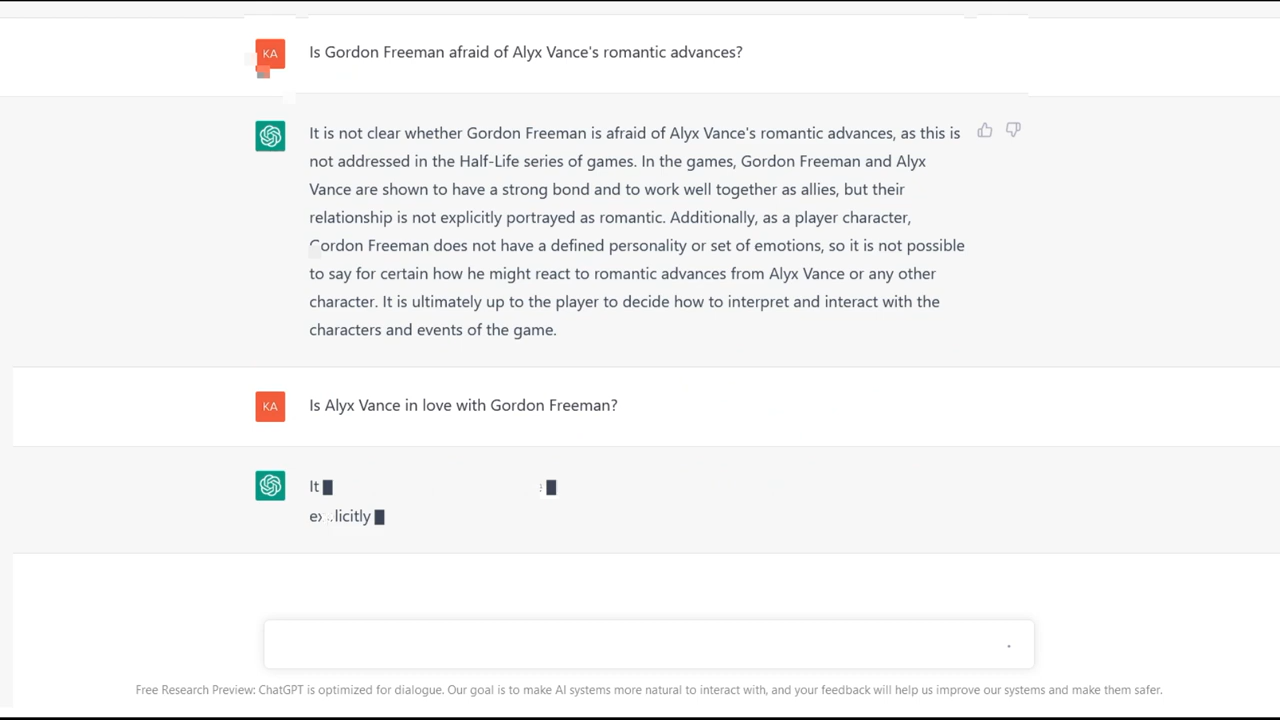 KA
Is Gordon Freeman afraid of Alyx Vance's romantic advances?
It is not clear whether Gordon Freeman is afraid of Alyx Vance's romantic advances, as this is
not addressed in the Half-Life series of games. In the games, Gordon Freeman and Alyx
Vance are shown to have a strong bond and to work well together as allies, but their
relationship is not explicitly portrayed as romantic. Additionally, as a player character,
Gordon Freeman does not have a defined personality or set of emotions, so it is not possible
to say for certain how he might react to romantic advances from Alyx Vance or any other
character. It is ultimately up to the player to decide how to interpret and interact with the
characters and events of the game.
KA
Is Alyx Vance in love with Gordon Freeman?
It
Free Research Preview: ChatGPT is optimized for dialogue. Our goal is to make AI systems more natural to interact with, and your feedback will help us improve our systems and make them safer.